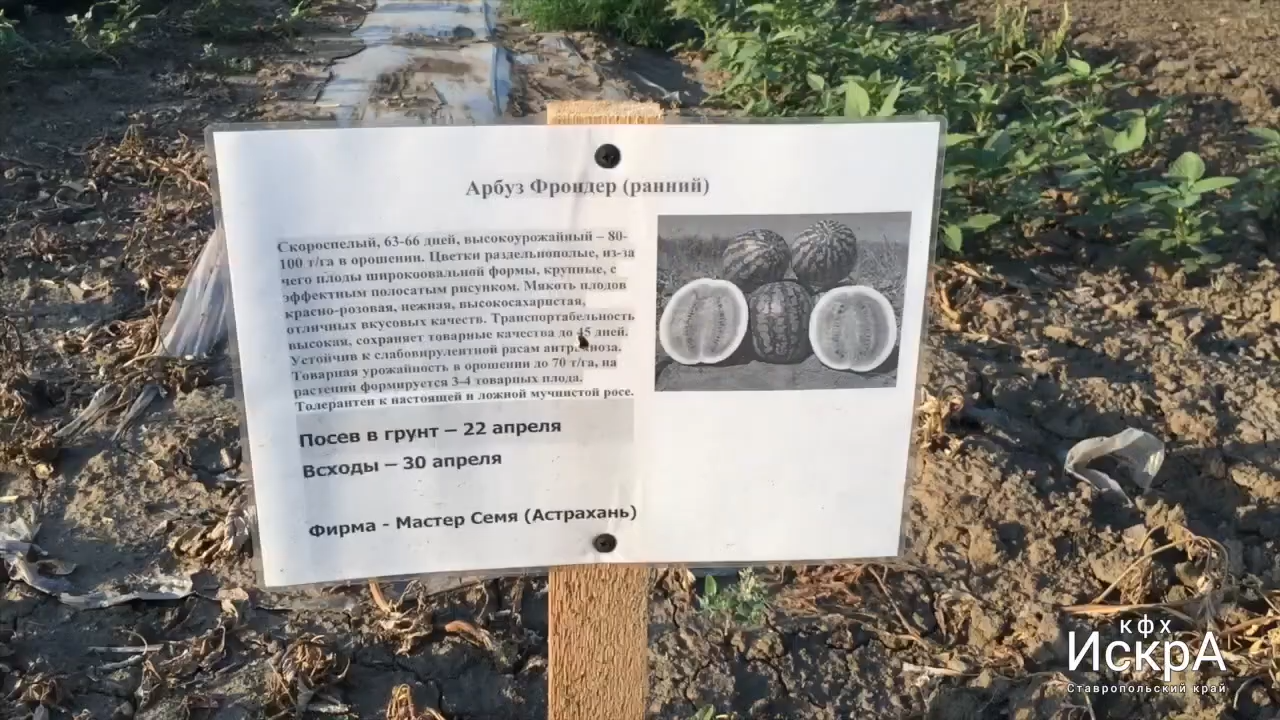 Арбуз Фрондер (ранний)
Скороспелый, 63-66 дней, высокоурожайный – 80-
100 т/га в орошении. Цветки раздельнополые, из-за
чего плоды широкоовальной формы, крупные, с
эффектным полосатым рисунком. Мякоть плодов
красно-розовая, нежная, высокосахаристая,
отличных вкусовых качеств. Транспортабельность
высокая, сохраняет товарные качества до 45 дней.
Устойчив к слабовирулентной расам антракноза.
Товарная урожайность в орошении до 70 т/га, на
растении формируется 3-4 товарных плода.
Толерантен к настоящей и ложной мучнистой росе.
Посев в грунт – 22 апреля
Всходы – 30 апреля
Фирма - Мастер Семя (Астрахань)
кфх
ИскрА
Ставропольский край